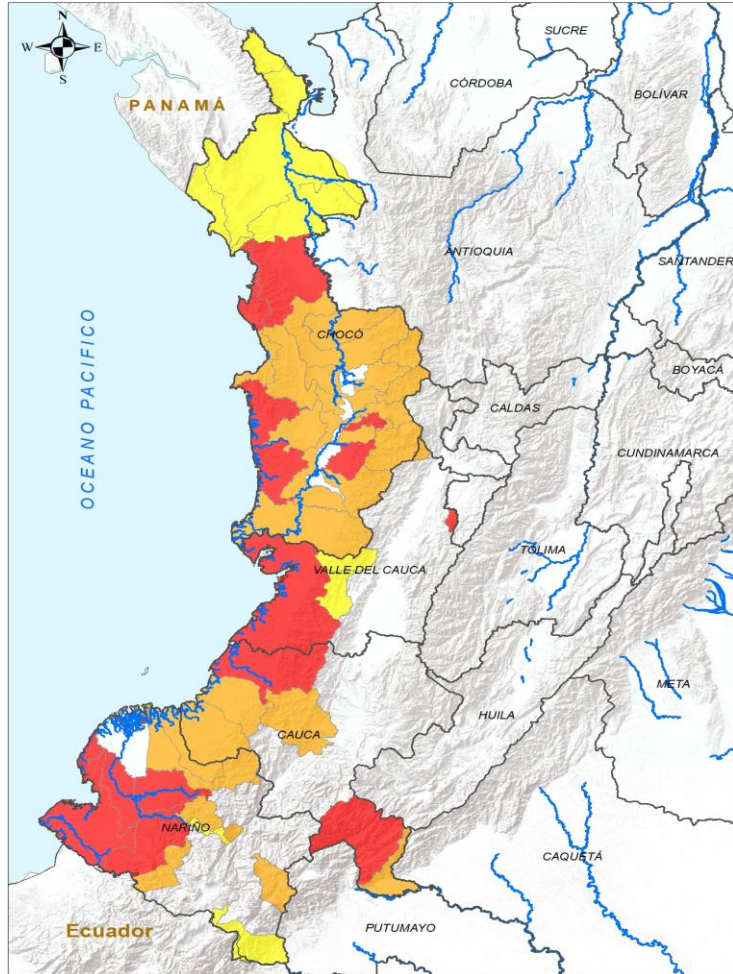 N
W E
S
SUCRE
CÓRDOBA
BOLÍVAR
PANAMÁ
ANTIOQUIA
SANTANDER
OCEANO PACIFICO
CHOCÓ
BOYACÁ
CALDAS
CUNDINAMARCA
TOLIMA
VALLE DEL CAUCA
META
HUILA
CAUCA
NARIÑO
CAQUETÁ
Ecuador
PUTUMAYO